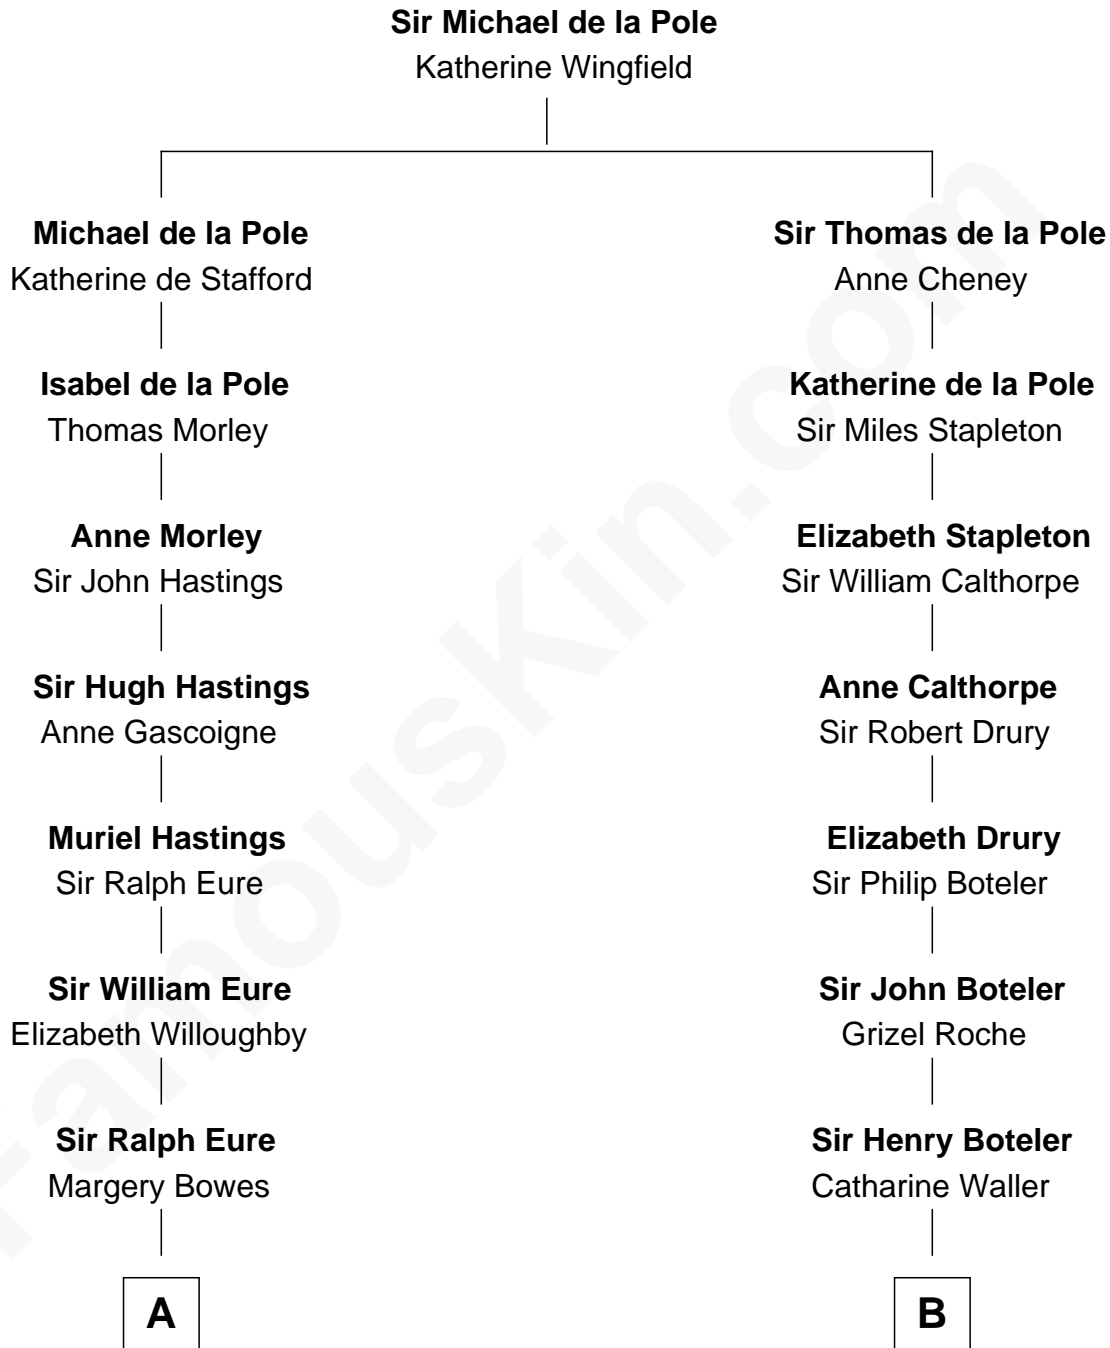 Sir Michael de la Pole
Katherine Wingfield
Michael de la Pole
Katherine de Stafford
Sir Thomas de la Pole
Anne Cheney
Isabel de la Pole
Thomas Morley
Katherine de la Pole
Sir Miles Stapleton
Anne Morley
Sir John Hastings
Elizabeth Stapleton
Sir William Calthorpe
Sir Hugh Hastings
Anne Gascoigne
Anne Calthorpe
Sir Robert Drury
Muriel Hastings
Sir Ralph Eure
Elizabeth Drury
Sir Philip Boteler
Sir William Eure
Elizabeth Willoughby
Sir John Boteler
Grizel Roche
Sir Ralph Eure
Margery Bowes
Sir Henry Boteler
Catharine Waller
A
B
FamousKin.com